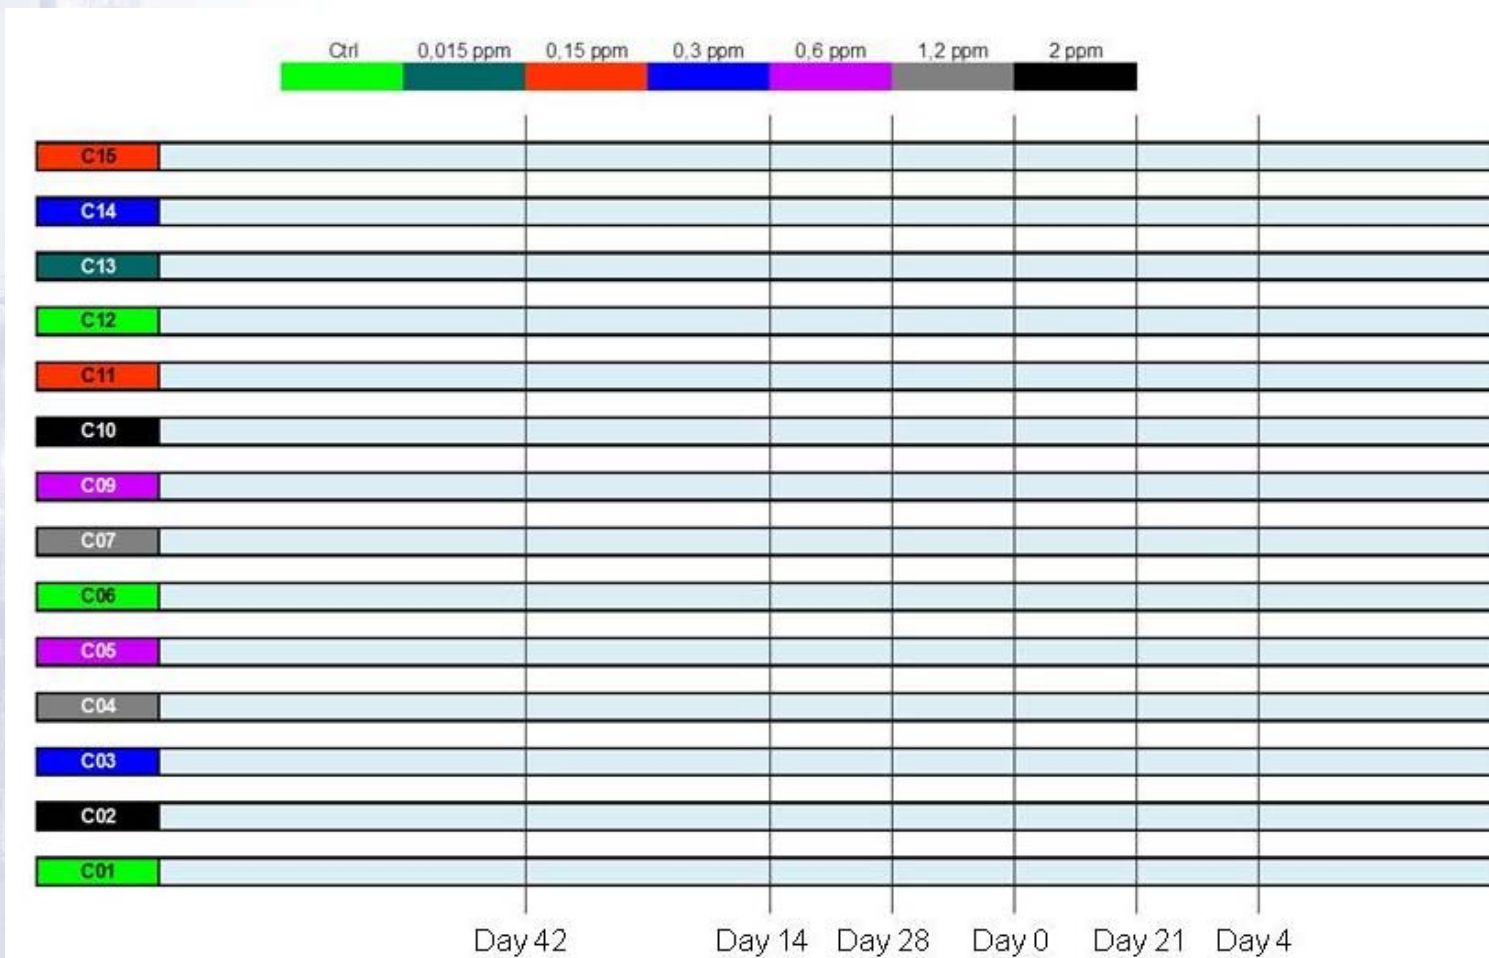 Ctrl 0,015 ppm 0,15 ppm 0,3 ppm 0,6 ppm 1,2 ppm 2 ppm
C15
C14
C13
C12
C11
C10
C09
C07
C06
C05
C04
C03
C02
C01
Day 42 Day 14 Day 28 Day 0 Day 21 Day 4